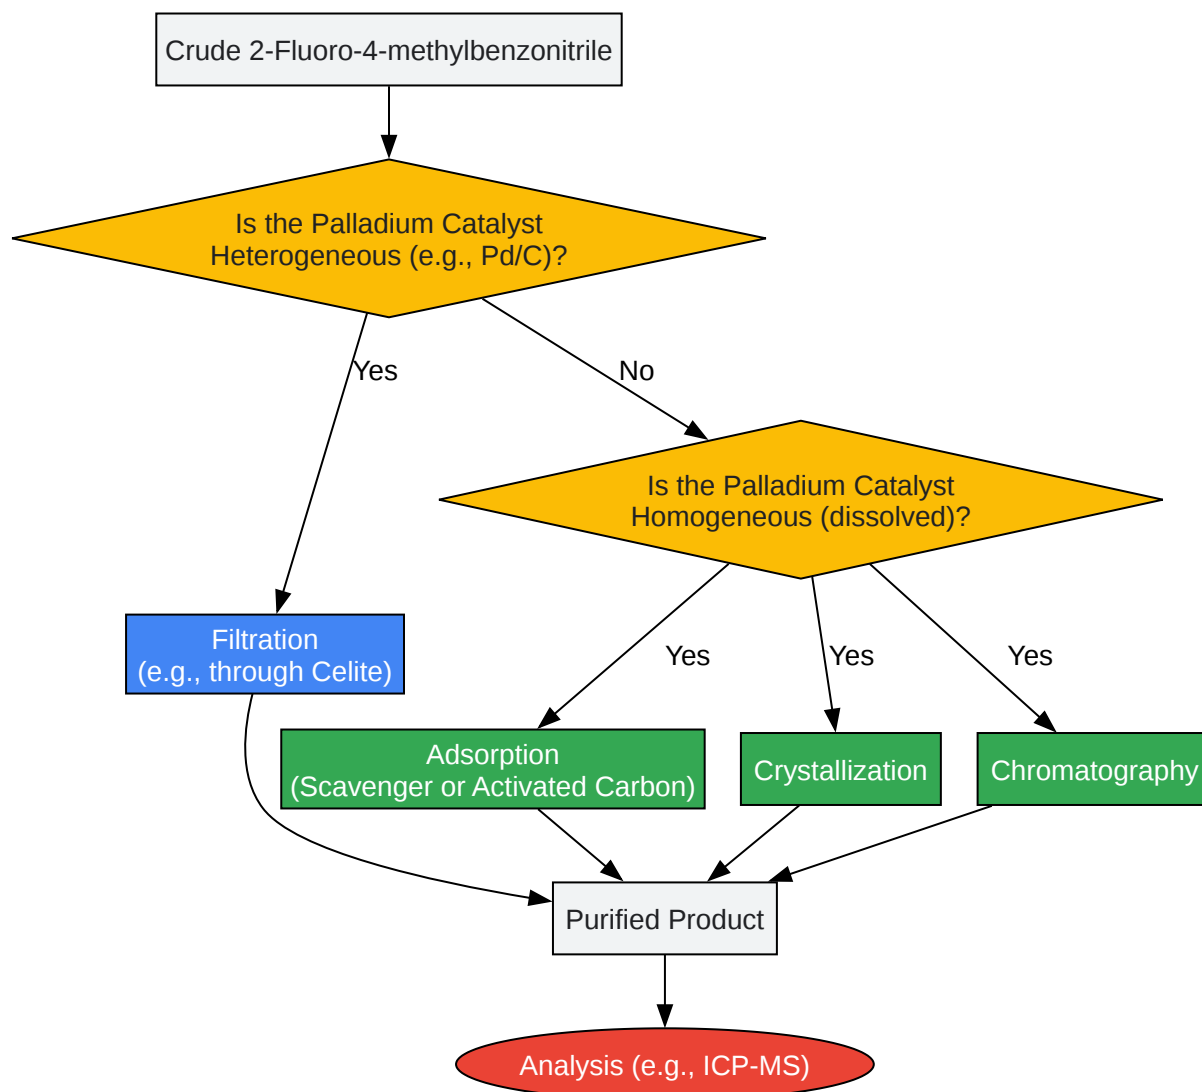 Crude 2-Fluoro-4-methylbenzonitrile
Is the Palladium Catalyst
Heterogeneous (e.g., Pd/C)?
Yes
No
Is the Palladium Catalyst
Homogeneous (dissolved)?
Filtration
(e.g., through Celite)
Yes
Yes
Yes
Adsorption
(Scavenger or Activated Carbon)
Crystallization
Chromatography
Purified Product
Analysis (e.g., ICP-MS)